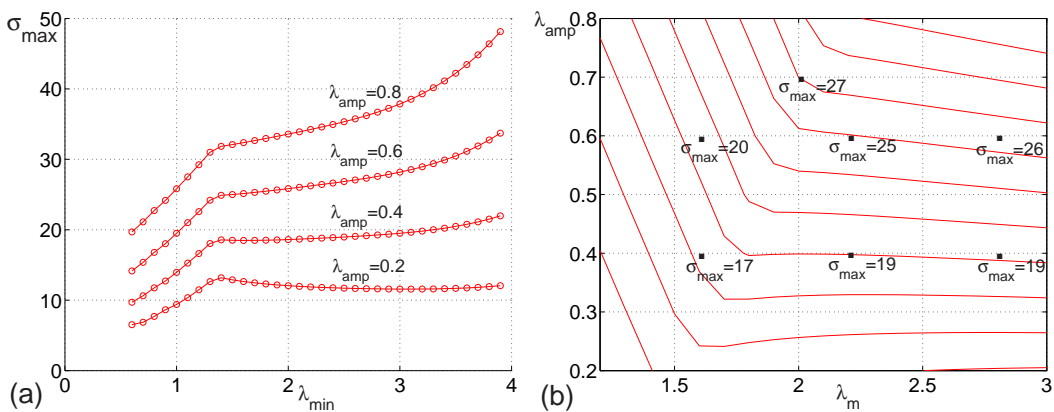 (a)
σmax
50
40
30
20
10
0
λamp=0.8
λamp=0.6
λamp=0.4
λamp=0.2
0 1 2 3 4
λmin
(b)
λamp
0.8
0.7
0.6
0.5
0.4
0.3
0.2
σmax=27
σmax=20
σmax=25
σmax=26
σmax=17
σmax=19
σmax=19
1.5 2 2.5 3
λm